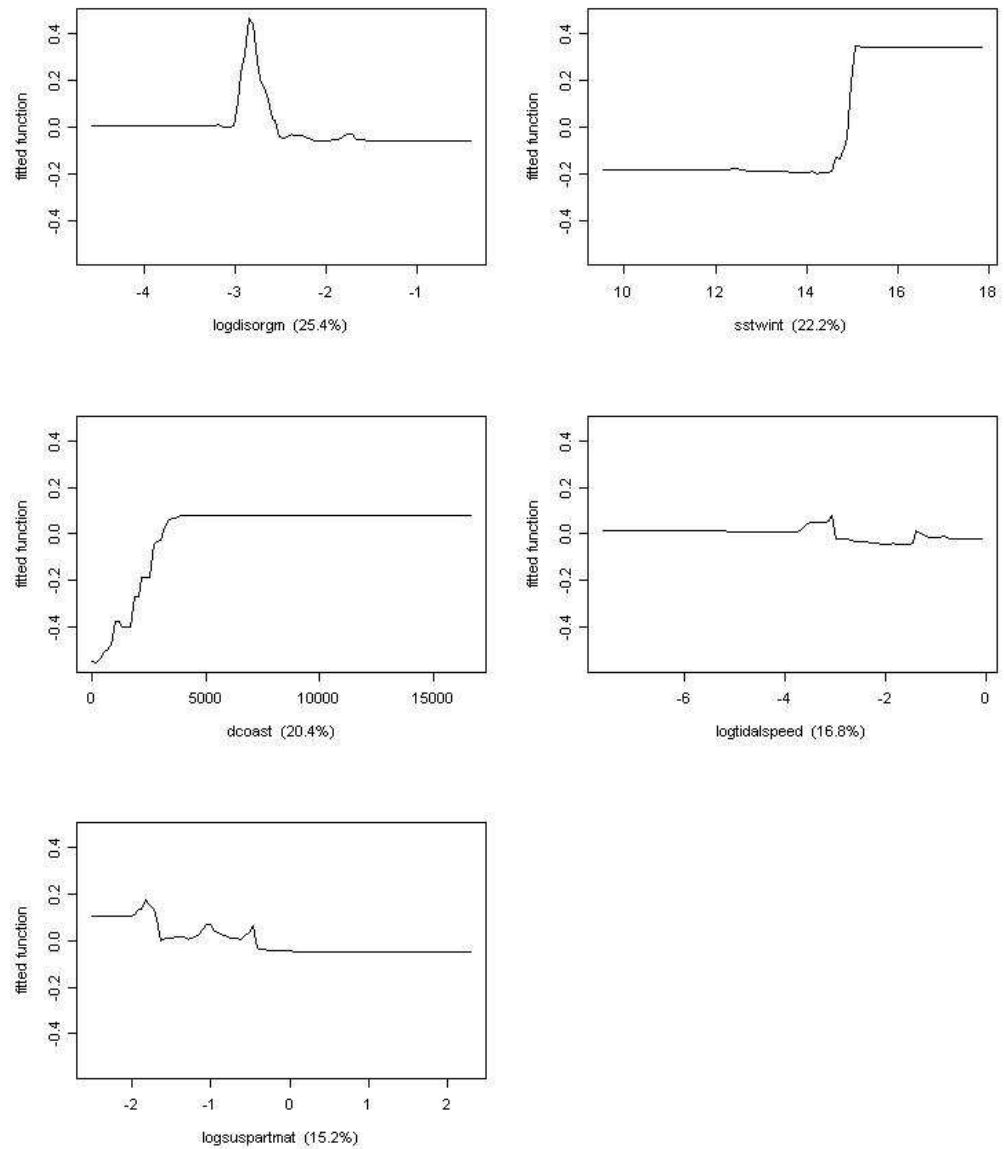 fitted function
0.4
0.2
0.0
-0.2
-0.4
-4 -3 -2 -1
logdisorgm (25.4%)
fitted function
0.4
0.2
0.0
-0.2
-0.4
10 12 14 16 18
sstwint (22.2%)
fitted function
0.4
0.2
0.0
-0.2
-0.4
0 5000 10000 15000
dcoast (20.4%)
fitted function
0.4
0.2
0.0
-0.2
-0.4
-6 -4 -2 0
logtidalspeed (16.8%)
fitted function
0.4
0.2
0.0
-0.2
-0.4
-2 -1 0 1 2
logsuspartmat (15.2%)